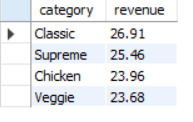 category revenue
Classic 26.91
Supreme 25.46
Chicken 23.96
Veggie 23.68